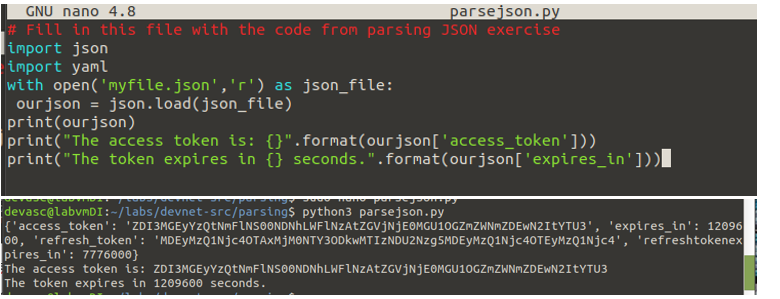 GNU nano 4.8 parsejson.py
# Fill in this file with the code from parsing JSON exercise
import json
import yaml
with open('myfile.json','r') as json_file:
 ourjson = json.load(json_file)
print(ourjson)
print("The access token is: {}".format(ourjson['access_token']))
print("The token expires in {} seconds.".format(ourjson['expires_in']))
devasc@labvmDI:~/labs/devnet-src/parsing$ sudo nano parsejson.py
devasc@labvmDI:~/labs/devnet-src/parsing$ python3 parsejson.py
{'access_token': 'ZDI3MGEyYzQtNmFlNS00NDNhLWFlNzAtZGVjNjE0MGU1OGZmZWNmZDEwN2ItYTU3', 'expires_in': 12096
00, 'refresh_token': 'MDEyMzQ1Njc4OTAxMjM0NTY3ODkwMTIzNDU2Nzg5MDEyMzQ1Njc4OTEyMzQ1Njc4', 'refreshtokenex
pires_in': 7776000}
The access token is: ZDI3MGEyYzQtNmFlNS00NDNhLWFlNzAtZGVjNjE0MGU1OGZmZWNmZDEwN2ItYTU3
The token expires in 1209600 seconds.